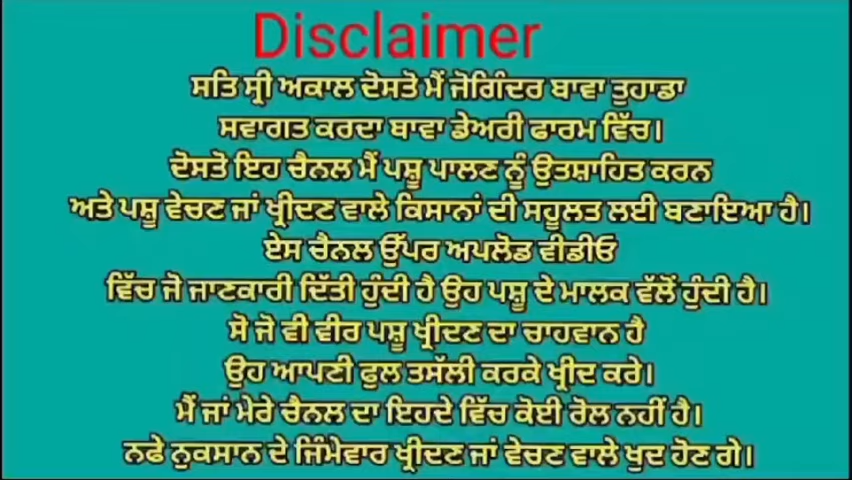 Disclaimer
ਸਤਿ ਸ੍ਰੀ ਅਕਾਲ ਦੋਸਤੋ ਮੈਂ ਜੋਗਿੰਦਰ ਬਾਵਾ ਤੁਹਾਡਾ
ਸਵਾਗਤ ਕਰਦਾ ਬਾਵਾ ਡੇਅਰੀ ਫਾਰਮ ਵਿੱਚ।
ਦੋਸਤੋ ਇਹ ਚੈਨਲ ਮੈਂ ਪਸ਼ੂ ਪਾਲਣ ਨੂੰ ਉਤਸ਼ਾਹਿਤ ਕਰਨ
ਅਤੇ ਪਸ਼ੂ ਵੇਚਣ ਜਾਂ ਖ੍ਰੀਦਣ ਵਾਲੇ ਕਿਸਾਨਾਂ ਦੀ ਸਹੂਲਤ ਲਈ ਬਣਾਇਆ ਹੈ।
ਏਸ ਚੈਨਲ ਉੱਪਰ ਅਪਲੋਡ ਵੀਡੀਓ
ਵਿੱਚ ਜੋ ਜਾਣਕਾਰੀ ਦਿੱਤੀ ਹੁੰਦੀ ਹੈ ਉਹ ਪਸ਼ੂ ਦੇ ਮਾਲਕ ਵੱਲੋਂ ਹੁੰਦੀ ਹੈ।
ਸੋ ਜੋ ਵੀ ਵੀਰ ਪਸ਼ੂ ਖ੍ਰੀਦਣ ਦਾ ਚਾਹਵਾਨ ਹੈ
ਉਹ ਆਪਣੀ ਫੁਲ ਤਸੱਲੀ ਕਰਕੇ ਖ੍ਰੀਦ ਕਰੇ।
ਮੈਂ ਜਾਂ ਮੇਰੇ ਚੈਨਲ ਦਾ ਇਹਦੇ ਵਿੱਚ ਕੋਈ ਰੋਲ ਨਹੀਂ ਹੈ।
ਨਫੇ ਨੁਕਸਾਨ ਦੇ ਜਿੰਮੇਵਾਰ ਖ੍ਰੀਦਣ ਜਾਂ ਵੇਚਣ ਵਾਲੇ ਖੁਦ ਹੋਣ ਗੇ।